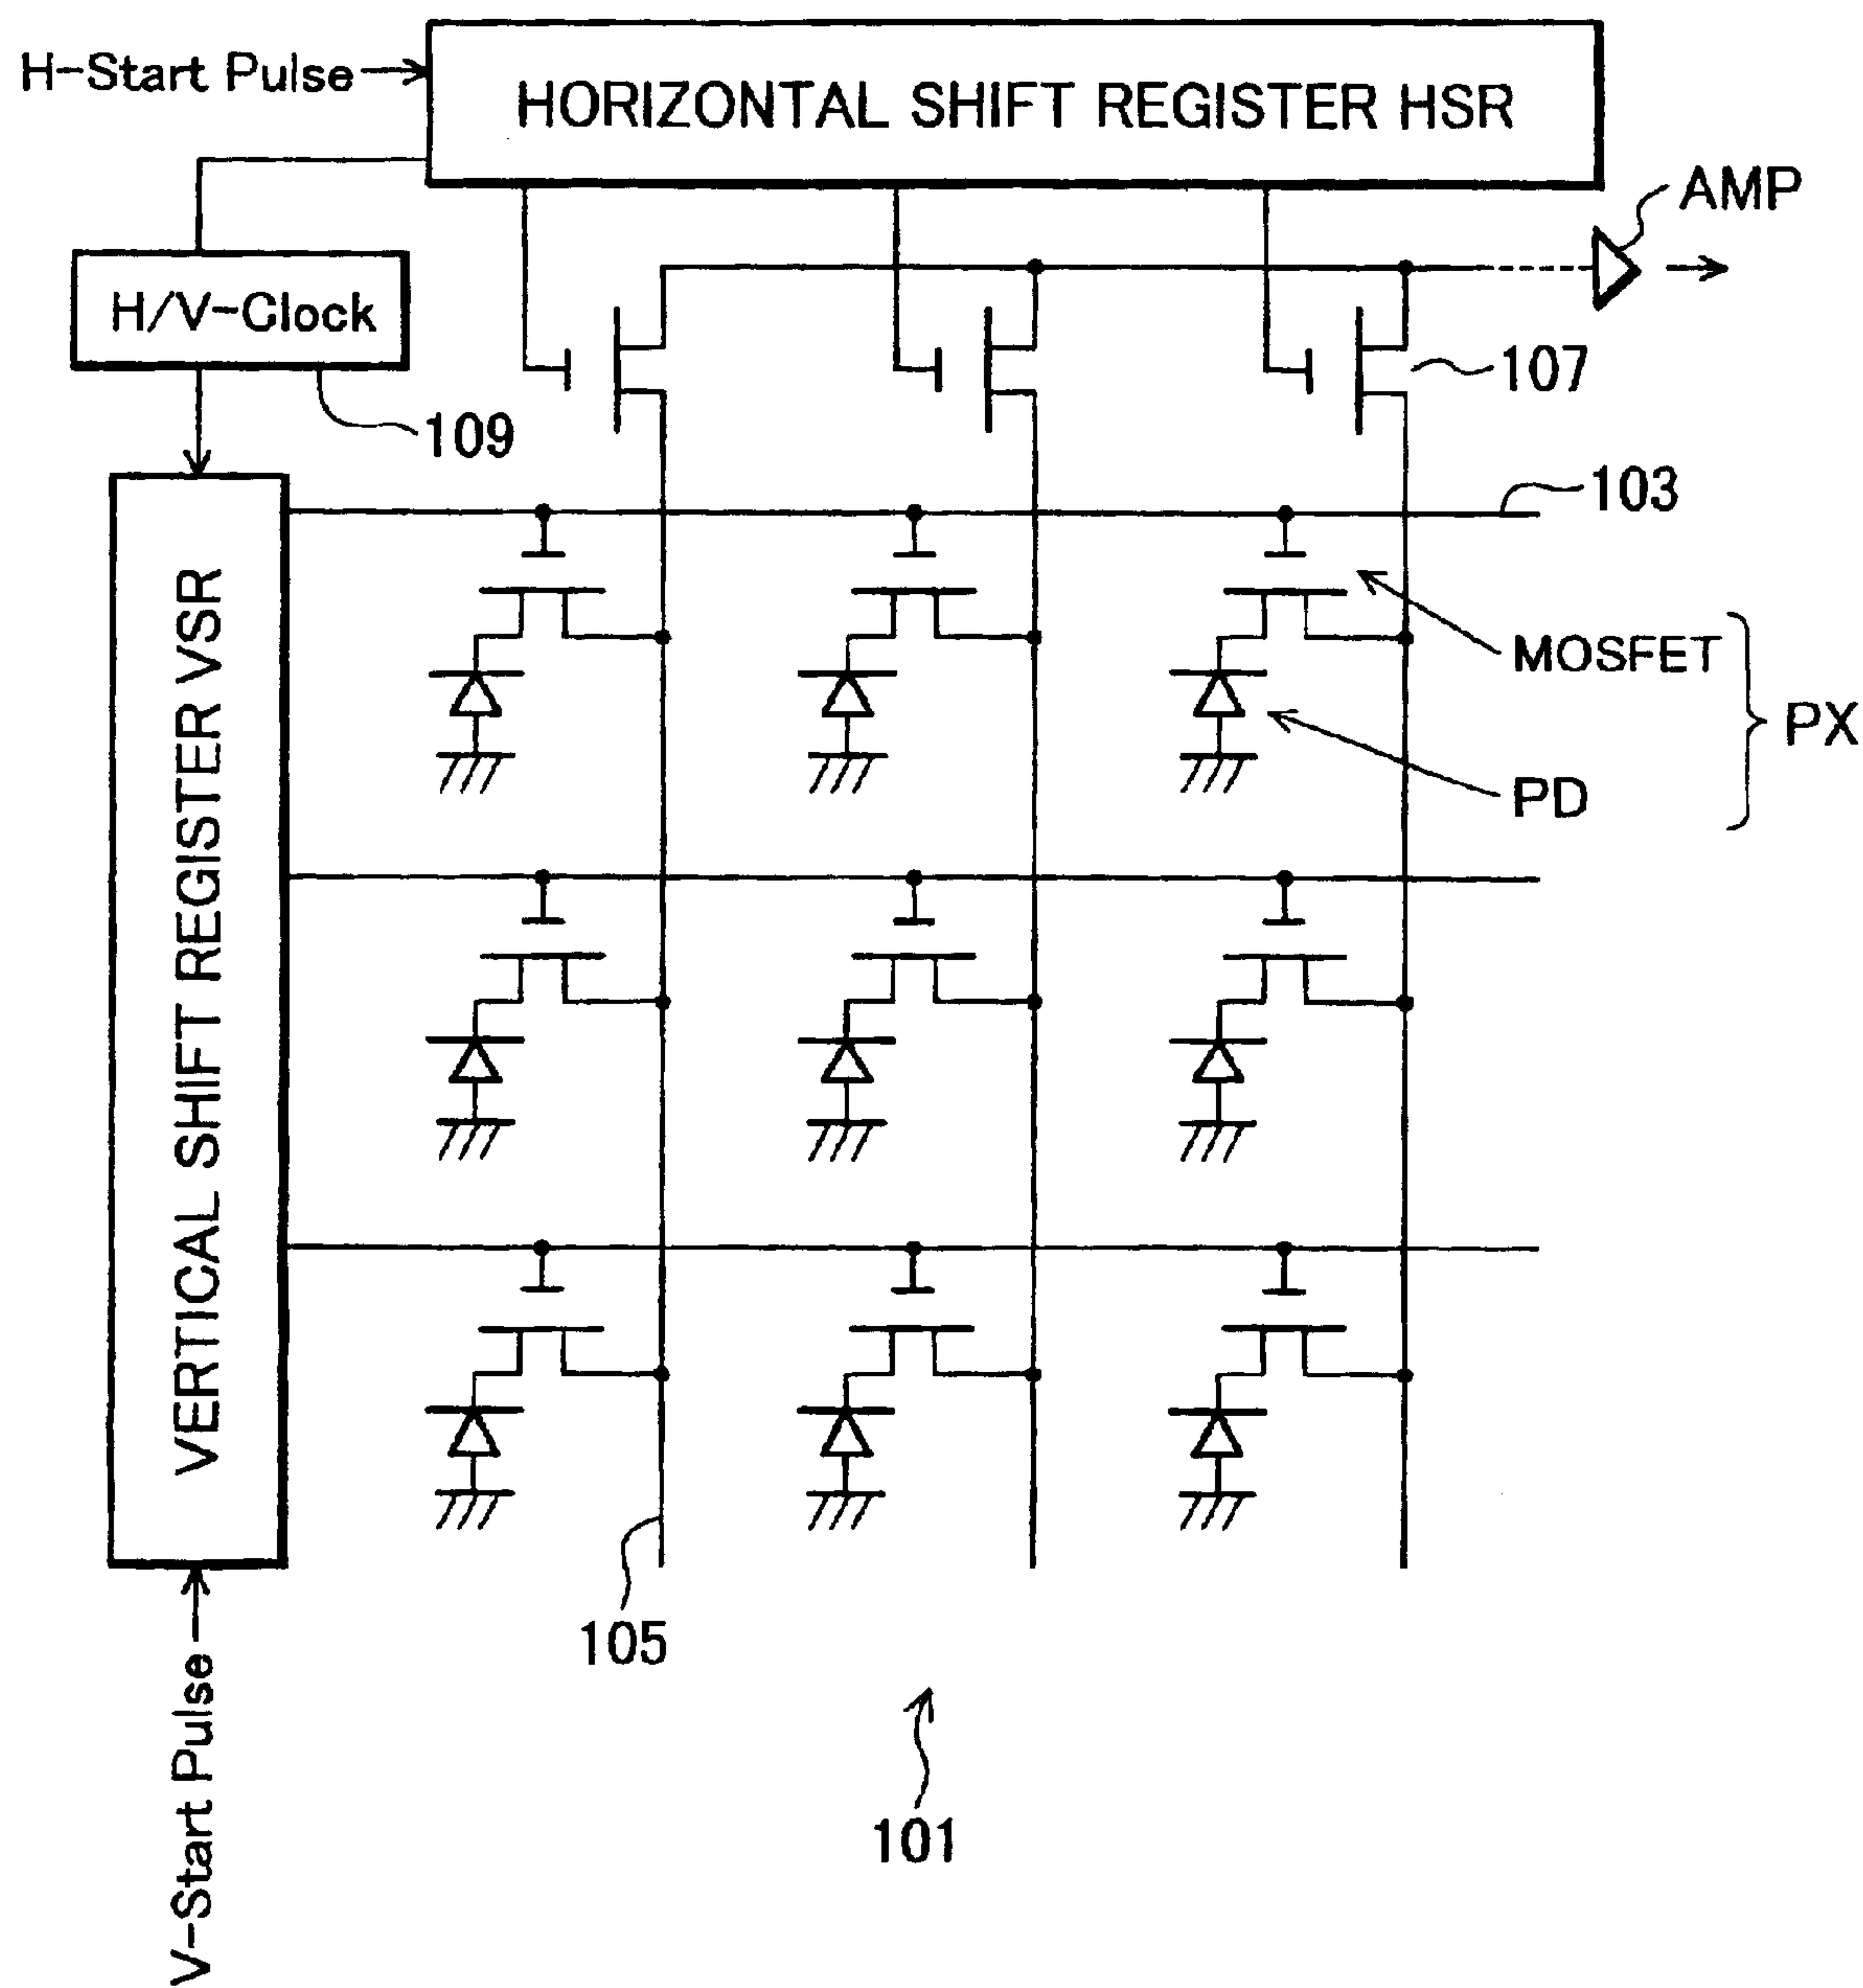 H-Start Pulse
HORIZONTAL SHIFT REGISTER HSR
AMP
H/V-Clock
107
109
103
VERTICAL SHIFT REGISTER VSR
MOSFET
PX
PD
105
V-Start Pulse
101